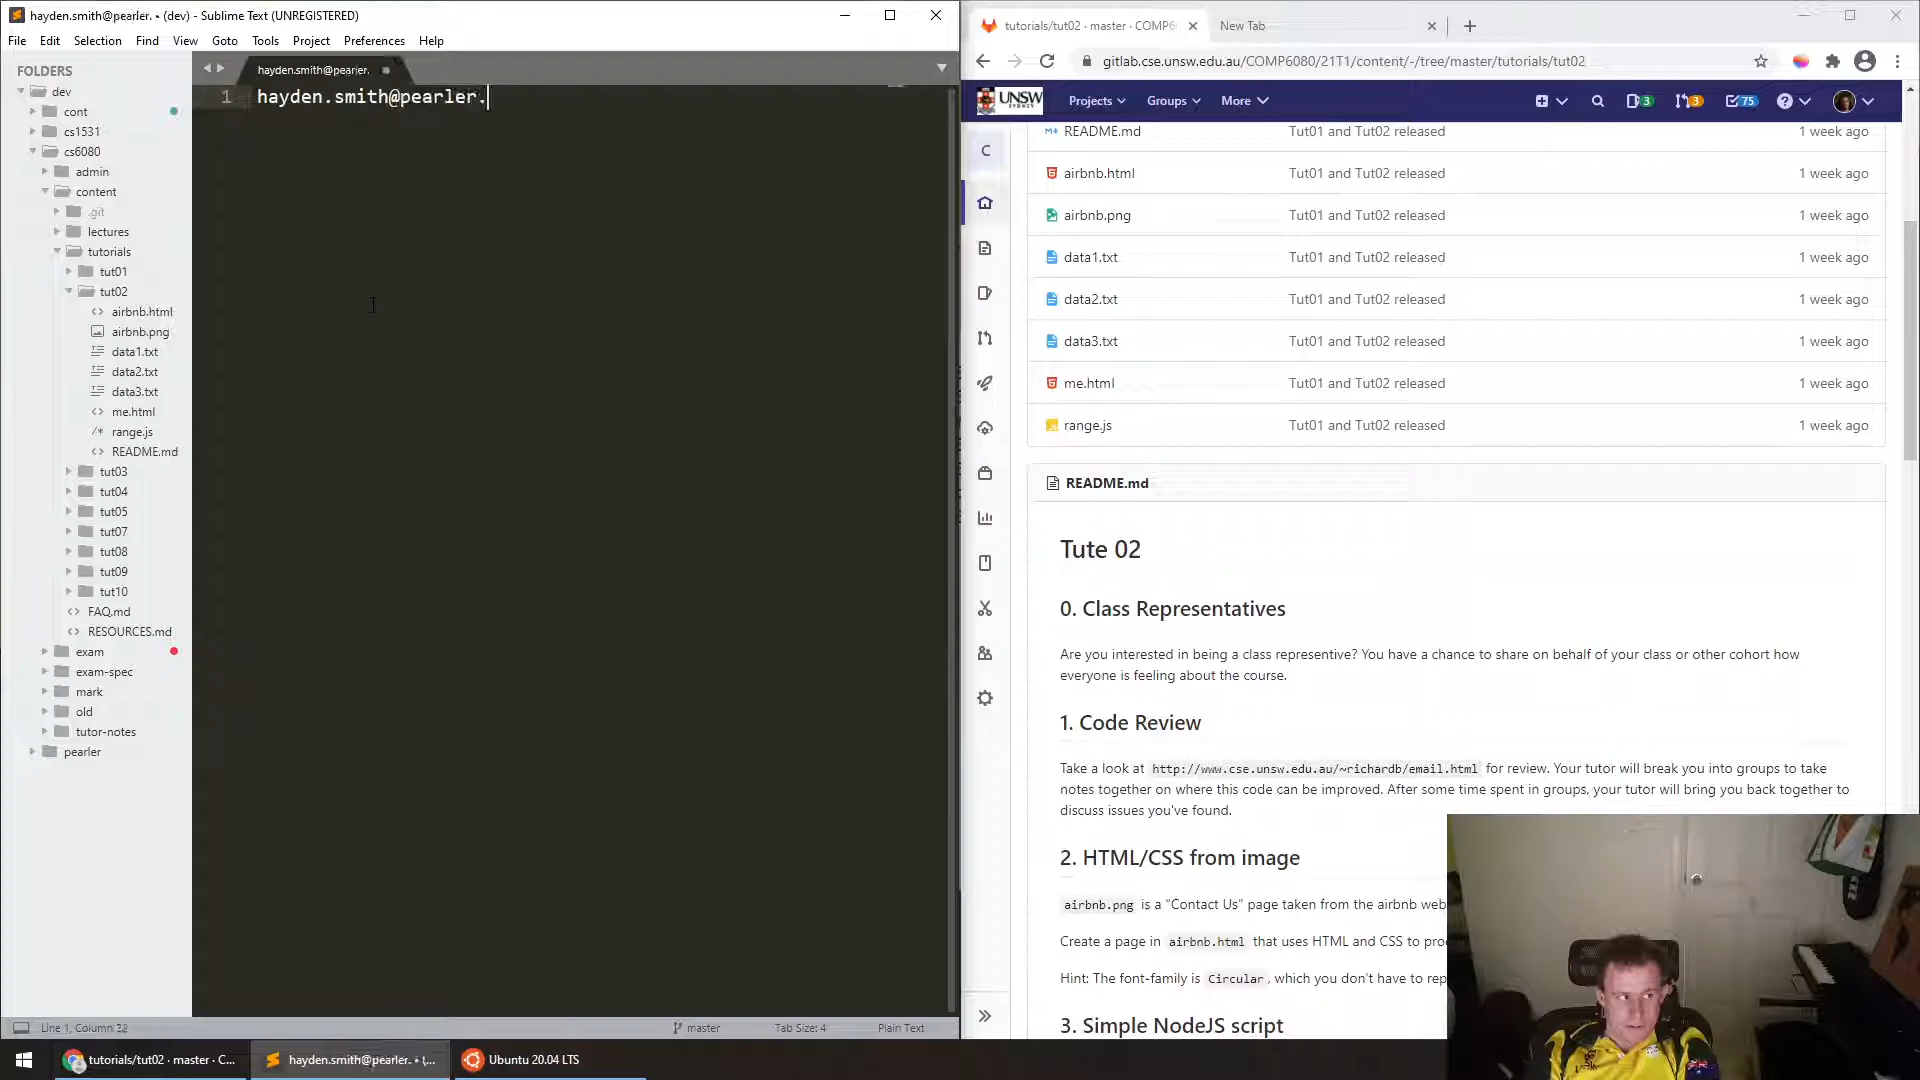 hayden.smith@pearler. • (dev) - Sublime Text (UNREGISTERED)
File Edit Selection Find View Goto Tools Project Preferences Help
FOLDERS
dev
cont
cs1531
cs6080
admin
content
.git
lectures
tutorials
tut01
tut02
airbnb.html
airbnb.png
data1.txt
data2.txt
data3.txt
me.html
range.js
README.md
tut03
tut04
tut05
tut07
tut08
tut09
tut10
FAQ.md
RESOURCES.md
exam
exam-spec
mark
old
tutor-notes
pearler
hayden.smith@pearler.
1 hayden.smith@pearler.
Line 1, Column 22
master
Tab Size: 4
Plain Text
tutorials/tut02 · master · COMP6
New Tab
gitlab.cse.unsw.edu.au/COMP6080/21T1/content/-/tree/master/tutorials/tut02
UNSW
SYDNEY
Projects Groups More
3 3 75
C
README.md Tut01 and Tut02 released 1 week ago
airbnb.html Tut01 and Tut02 released 1 week ago
airbnb.png Tut01 and Tut02 released 1 week ago
data1.txt Tut01 and Tut02 released 1 week ago
data2.txt Tut01 and Tut02 released 1 week ago
data3.txt Tut01 and Tut02 released 1 week ago
me.html Tut01 and Tut02 released 1 week ago
range.js Tut01 and Tut02 released 1 week ago
README.md
Tute 02
0. Class Representatives
Are you interested in being a class representive? You have a chance to share on behalf of your class or other cohort how
everyone is feeling about the course.
1. Code Review
Take a look at http://www.cse.unsw.edu.au/~richardb/email.html for review. Your tutor will break you into groups to take
notes together on where this code can be improved. After some time spent in groups, your tutor will bring you back together to
discuss issues you've found.
2. HTML/CSS from image
airbnb.png is a "Contact Us" page taken from the airbnb web
Create a page in airbnb.html that uses HTML and CSS to pro
Hint: The font-family is Circular, which you don't have to rep
3. Simple NodeJS script
tutorials/tut02 · master · C...
hayden.smith@pearler. • (...
Ubuntu 20.04 LTS